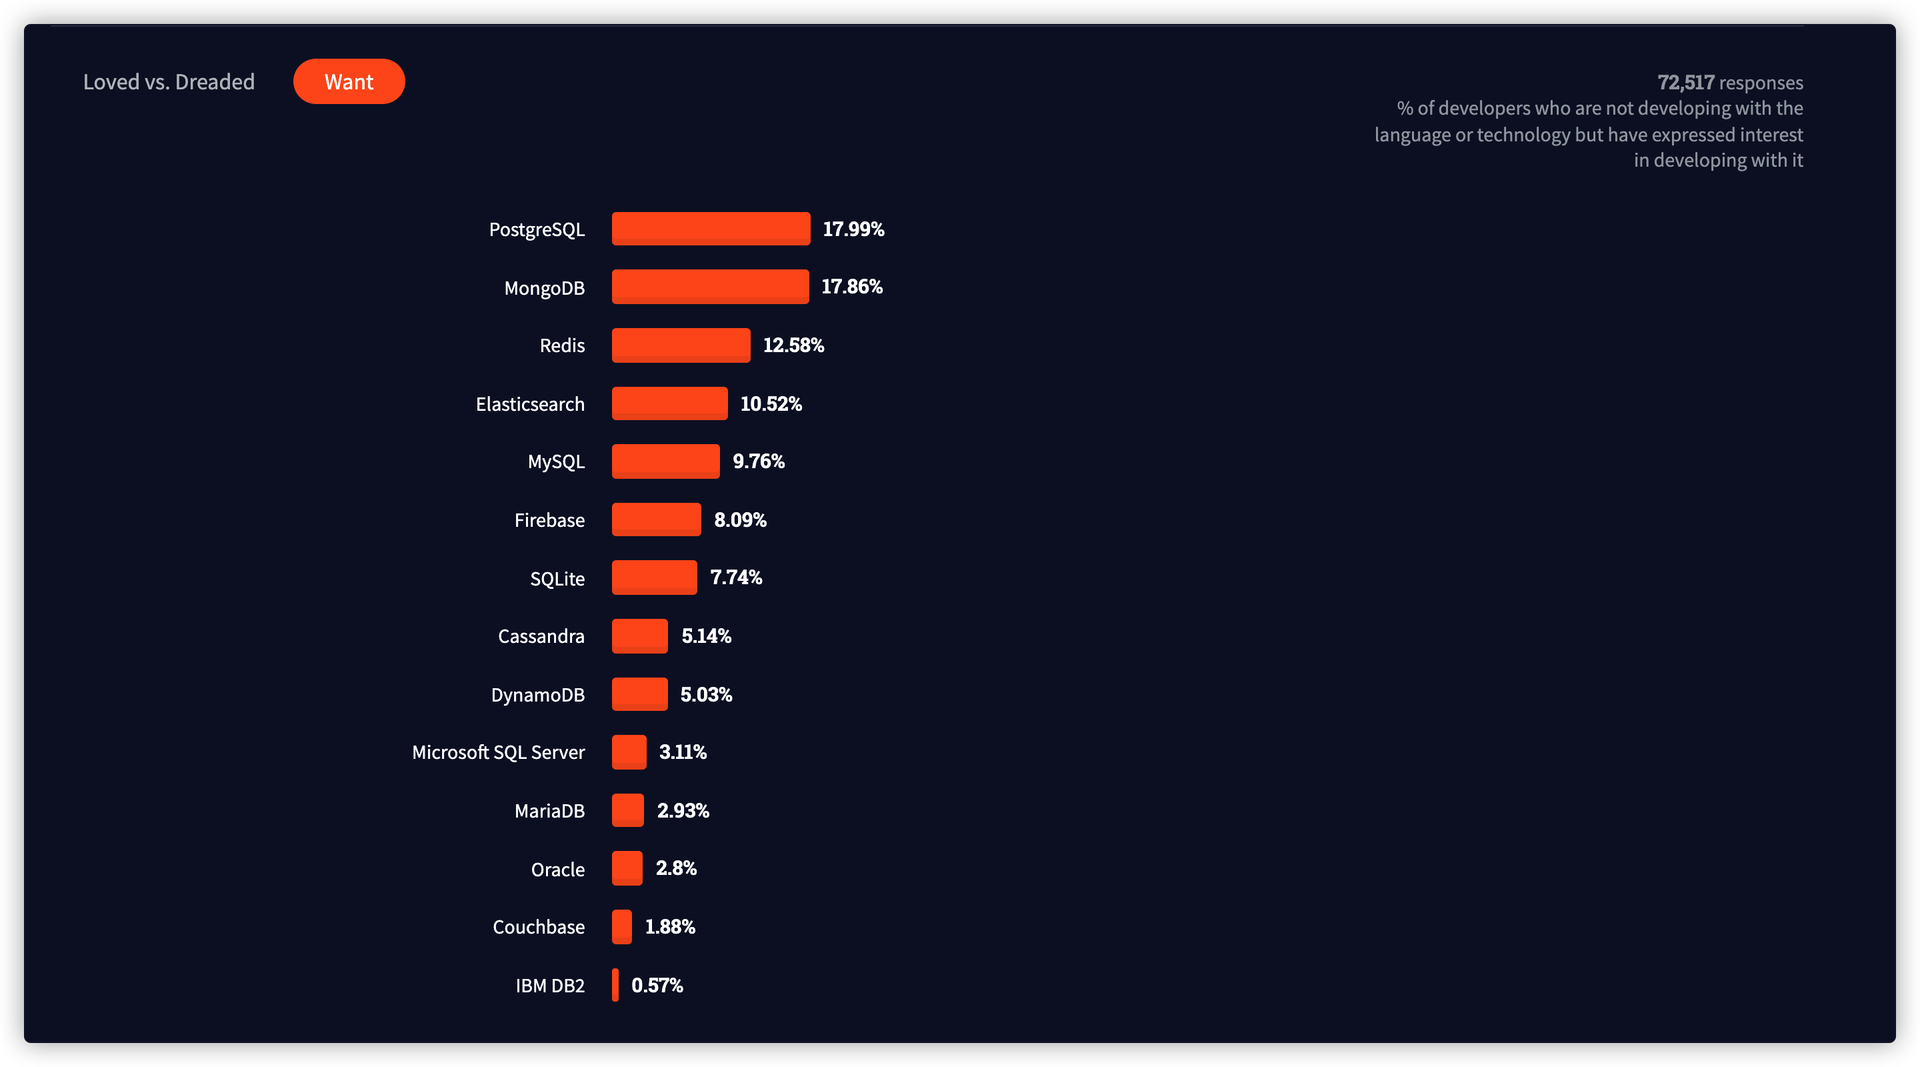 Loved vs. Dreaded
Want
72,517 responses
% of developers who are not developing with the
language or technology but have expressed interest
in developing with it
PostgreSQL 17.99%
MongoDB 17.86%
Redis 12.58%
Elasticsearch 10.52%
MySQL 9.76%
Firebase 8.09%
SQLite 7.74%
Cassandra 5.14%
DynamoDB 5.03%
Microsoft SQL Server 3.11%
MariaDB 2.93%
Oracle 2.8%
Couchbase 1.88%
IBM DB2 0.57%